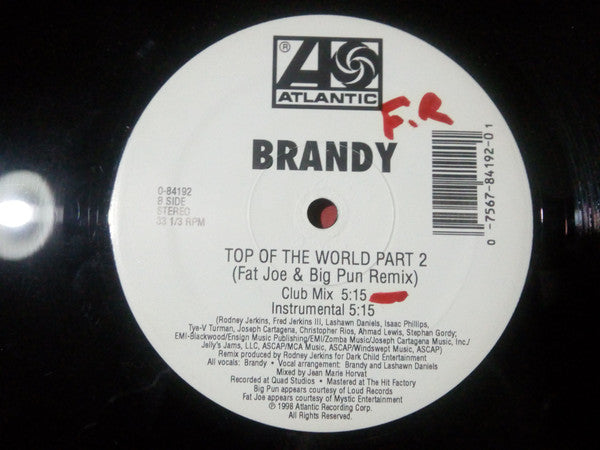 ®
ATLANTIC
F.R
BRANDY
0-84192
B SIDE
STEREO
33 1/3 RPM
0 -7567-84192-0 1
TOP OF THE WORLD PART 2
(Fat Joe & Big Pun Remix)
Club Mix 5:15
Instrumental 5:15
(Rodney Jerkins, Fred Jerkins III, Lashawn Daniels, Isaac Phillips,
Tye-V Turman, Joseph Cartagena, Christopher Rios, Ahmad Lewis, Stephan Gordy;
EMI-Blackwood/Ensign Music Publishing/EMI/Zomba Music/Joseph Cartagena Music, Inc./
Jelly's Jams, LLC, ASCAP/MCA Music, ASCAP/Windswept Music, ASCAP)
Remix produced by Rodney Jerkins for Dark Child Entertainment
All vocals: Brandy • Vocal arrangement: Brandy and Lashawn Daniels
Mixed by Jean Marie Horvat
Recorded at Quad Studios • Mastered at The Hit Factory
Big Pun appears courtesy of Loud Records
Fat Joe appears courtesy of Mystic Entertainment
℗ 1998 Atlantic Recording Corp.
All Rights Reserved.